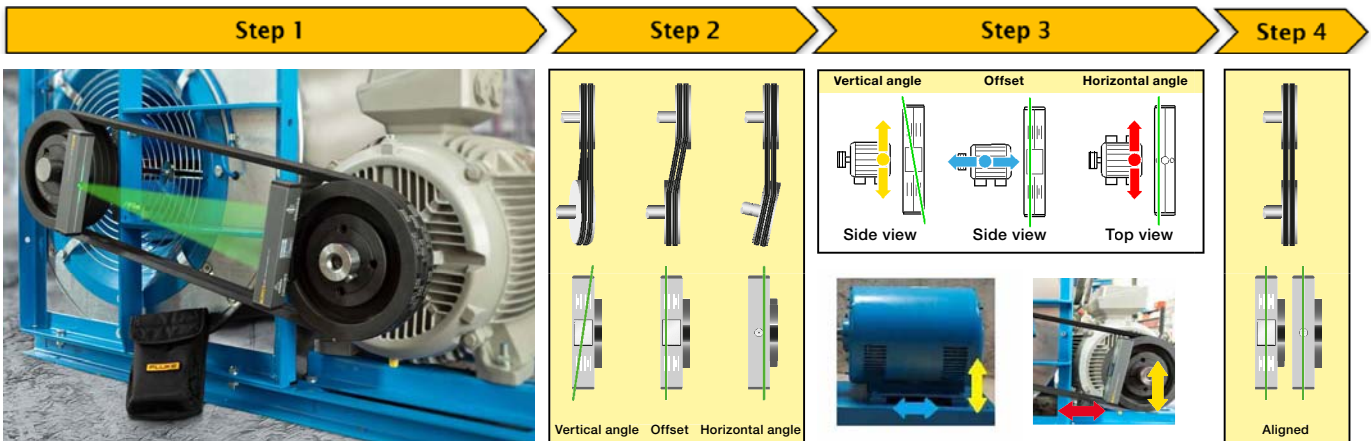 Step 1
Step 2
Step 3
Step 4
FLUKE
Vertical angle
Offset
Horizontal angle
Vertical angle
Offset
Horizontal angle
Side view
Side view
Top view
Aligned